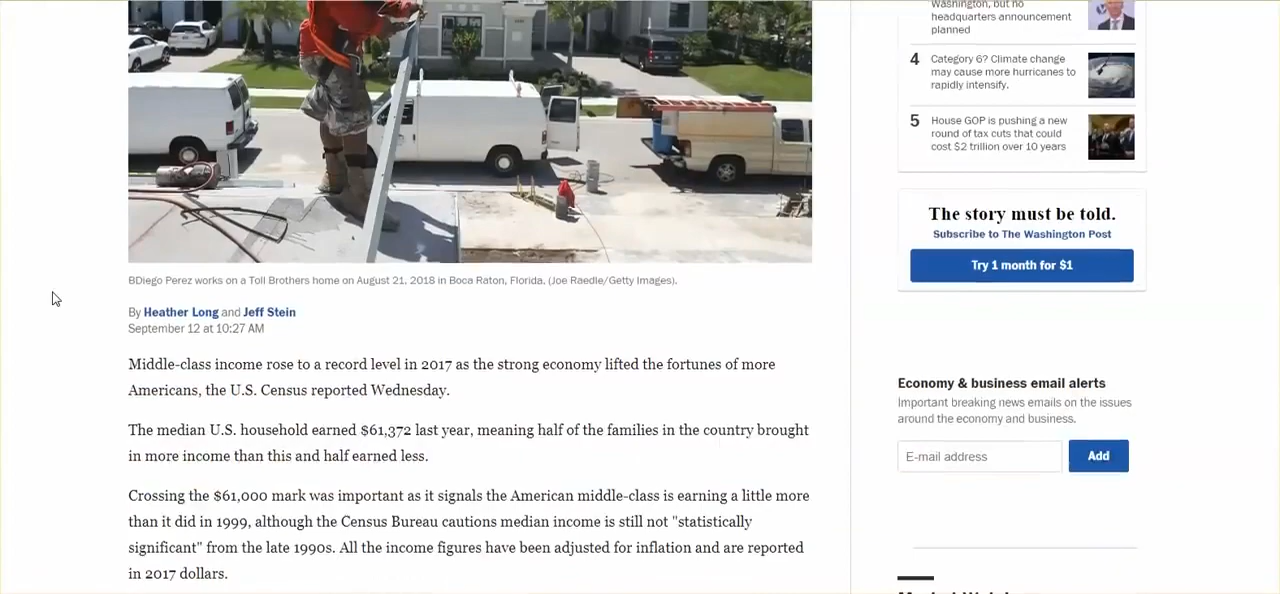 BDiego Perez works on a Toll Brothers home on August 21, 2018 in Boca Raton, Florida. (Joe Raedle/Getty Images).
By Heather Long and Jeff Stein
September 12 at 10:27 AM
Middle-class income rose to a record level in 2017 as the strong economy lifted the fortunes of more
Americans, the U.S. Census reported Wednesday.
The median U.S. household earned $61,372 last year, meaning half of the families in the country brought
in more income than this and half earned less.
Crossing the $61,000 mark was important as it signals the American middle-class is earning a little more
than it did in 1999, although the Census Bureau cautions median income is still not "statistically
significant" from the late 1990s. All the income figures have been adjusted for inflation and are reported
in 2017 dollars.
Washington, but no
headquarters announcement
planned
4 Category 6? Climate change
may cause more hurricanes to
rapidly intensify.
5 House GOP is pushing a new
round of tax cuts that could
cost $2 trillion over 10 years
The story must be told.
Subscribe to The Washington Post
Try 1 month for $1
Economy & business email alerts
Important breaking news emails on the issues
around the economy and business.
E-mail address Add